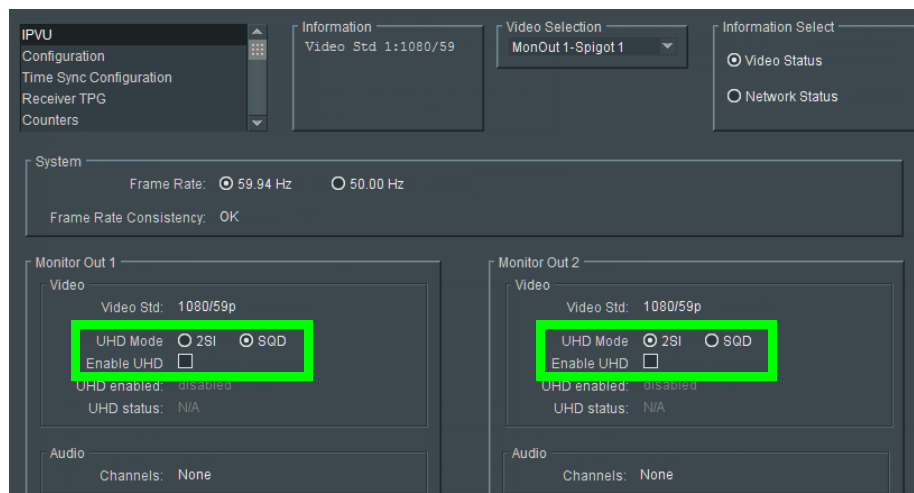 IPVU
Configuration
Time Sync Configuration
Receiver TPG
Counters
Information
Video Std 1:1080/59
Video Selection
MonOut 1-Spigot 1
Information Select
Video Status
Network Status
System
Frame Rate: 59.94 Hz 50.00 Hz
Frame Rate Consistency: OK
Monitor Out 1
Video
Video Std: 1080/59p
UHD Mode 2SI SQD
Enable UHD
UHD enabled: disabled
UHD status: N/A
Audio
Channels: None
Monitor Out 2
Video
Video Std: 1080/59p
UHD Mode 2SI SQD
Enable UHD
UHD enabled: disabled
UHD status: N/A
Audio
Channels: None